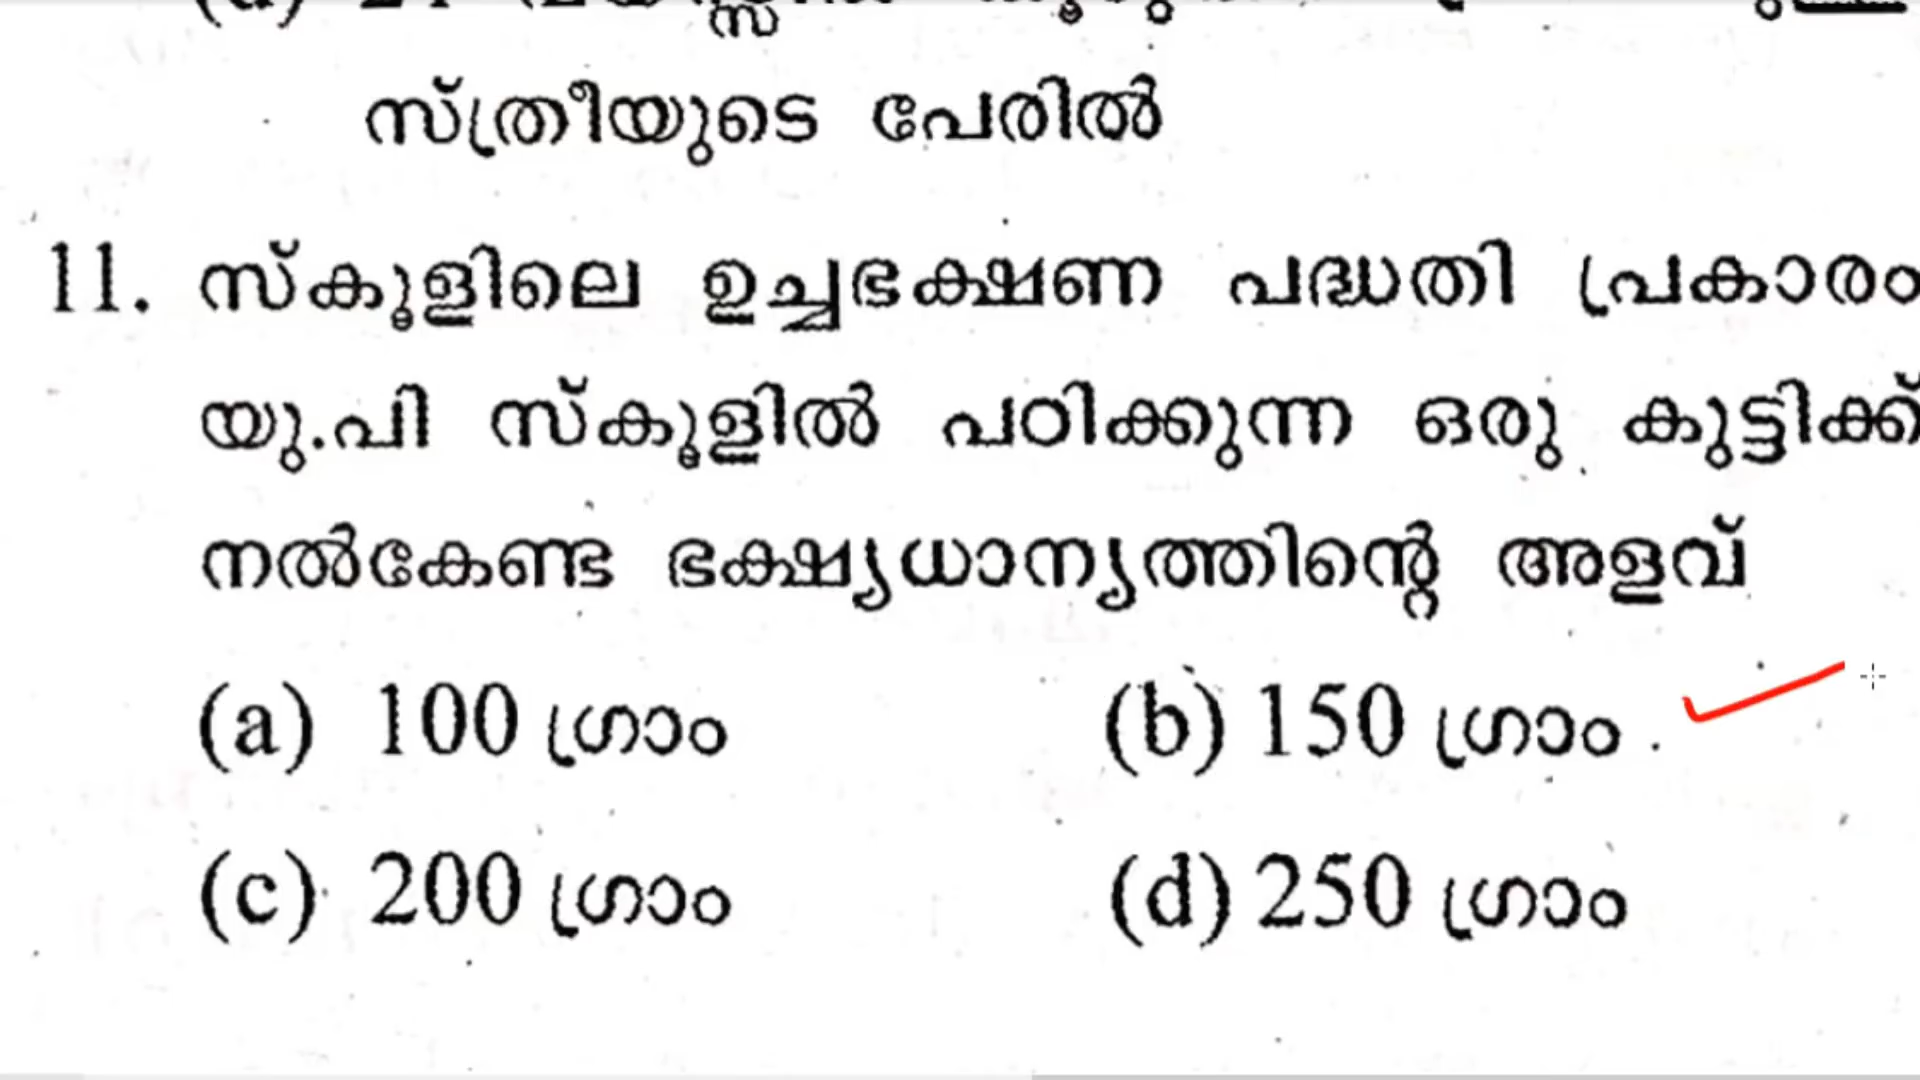 സ്ത്രീയുടെ പേരിൽ
11. സ്കൂളിലെ ഉച്ചഭക്ഷണ പദ്ധതി പ്രകാരം
യു.പി സ്കൂളിൽ പഠിക്കുന്ന ഒരു കുട്ടിക്ക്
നൽകേണ്ട ഭക്ഷ്യധാന്യത്തിന്റെ അളവ്
(a) 100 ഗ്രാം (b) 150 ഗ്രാം
(c) 200 ഗ്രാം (d) 250 ഗ്രാം